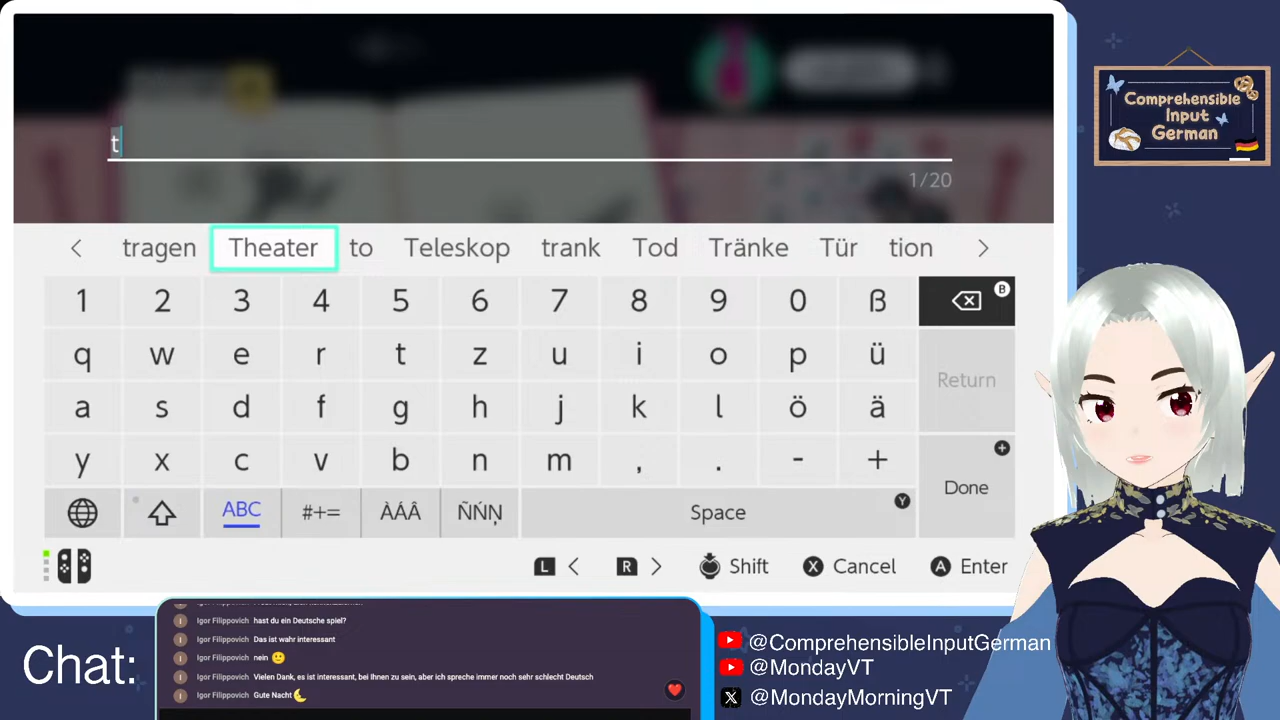 t
1/20
tragen Theater to Teleskop trank Tod Tränke Tür tion
1 2 3 4 5 6 7 8 9 0 ß B
q w e r t z u i o p ü
Return
a s d f g h j k l ö ä
y x c v b n m , . - +
Done
ABC #+= ÀÁÂ ÑŃŅ Space Y
L < R > Shift X Cancel A Enter
Comprehensible
Input
German
Chat:
Igor Filippovich hast du ein Deutsche spiel?
Igor Filippovich Das ist wahr interessant
Igor Filippovich nein 🙂
Igor Filippovich Vielen Dank, es ist interessant, bei Ihnen zu sein, aber ich spreche immer noch sehr schlecht Deutsch
Igor Filippovich Gute Nacht 🌜
@ComprehensibleInputGerman
@MondayVT
X @MondayMorningVT